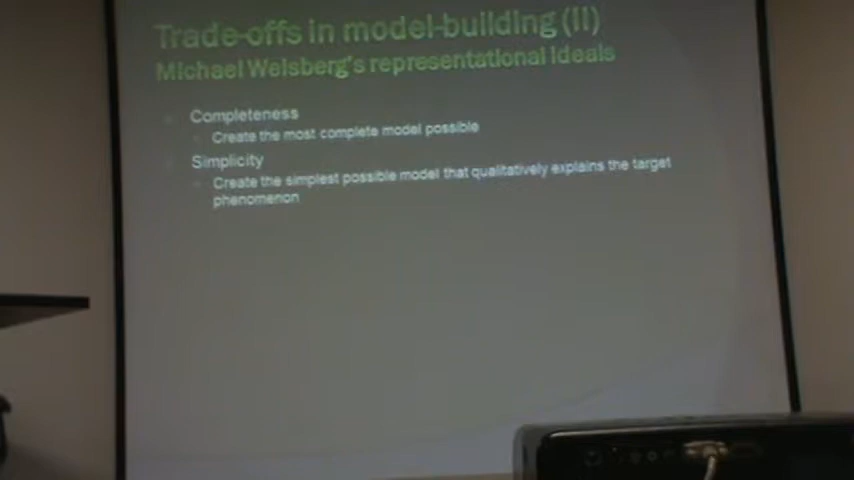 Trade-offs in model-building (II)
Michael Weisberg's representational ideals
Completeness
Create the most complete model possible
Simplicity
Create the simplest possible model that qualitatively explains the target
phenomenon